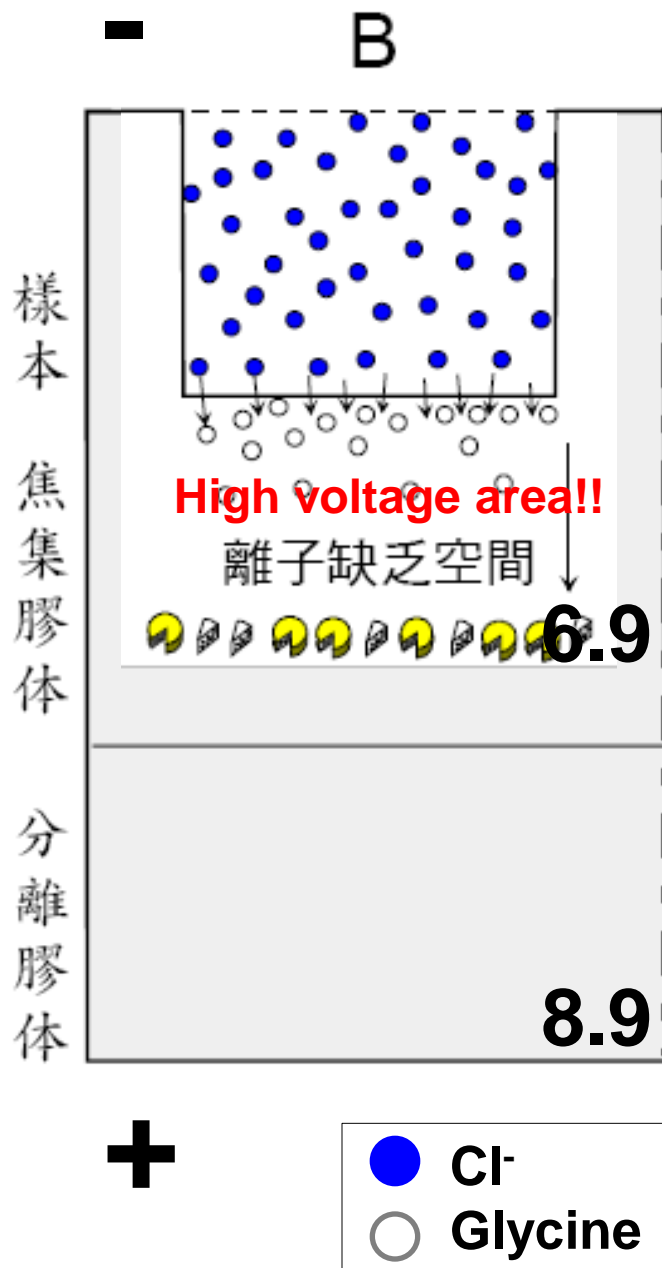 -
B
樣本
焦集膠体
分離膠体
High voltage area!!
離子缺乏空間
6.9
8.9
+
Cl-
Glycine